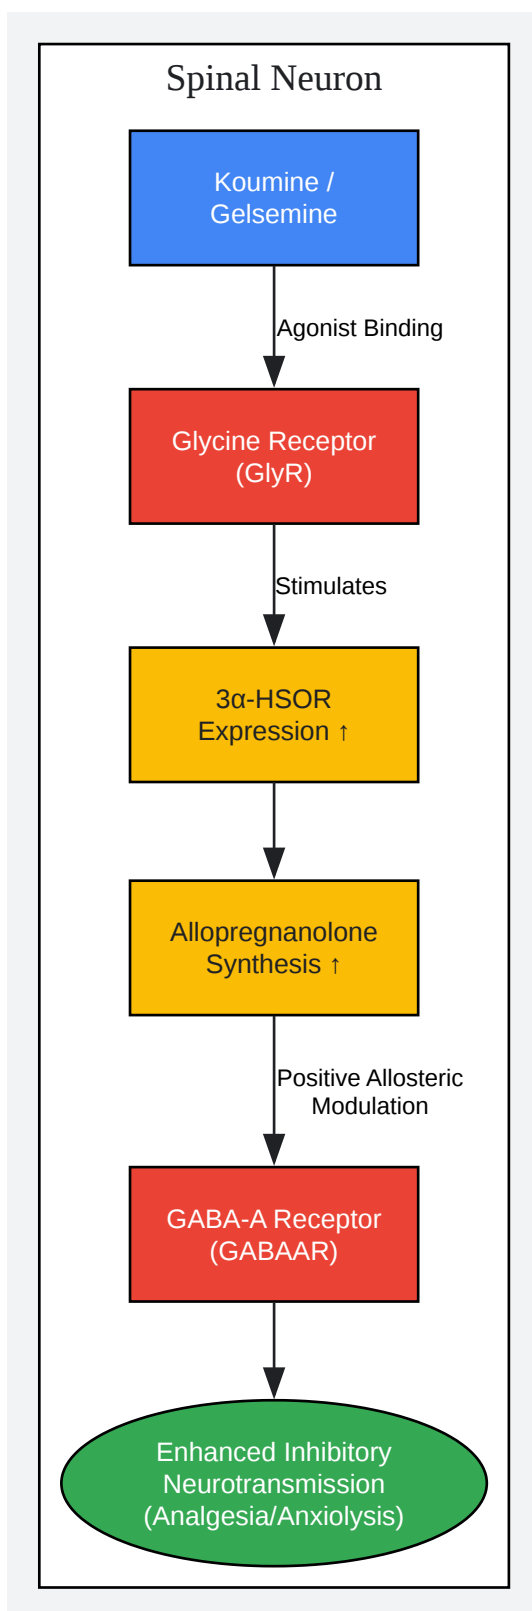 Spinal Neuron
Koumine /
Gelsemine
Agonist Binding
Glycine Receptor
(GlyR)
Stimulates
3α-HSOR
Expression ↑
Allopregnanolone
Synthesis ↑
Positive Allosteric
Modulation
GABA-A Receptor
(GABAAR)
Enhanced Inhibitory
Neurotransmission
(Analgesia/Anxiolysis)